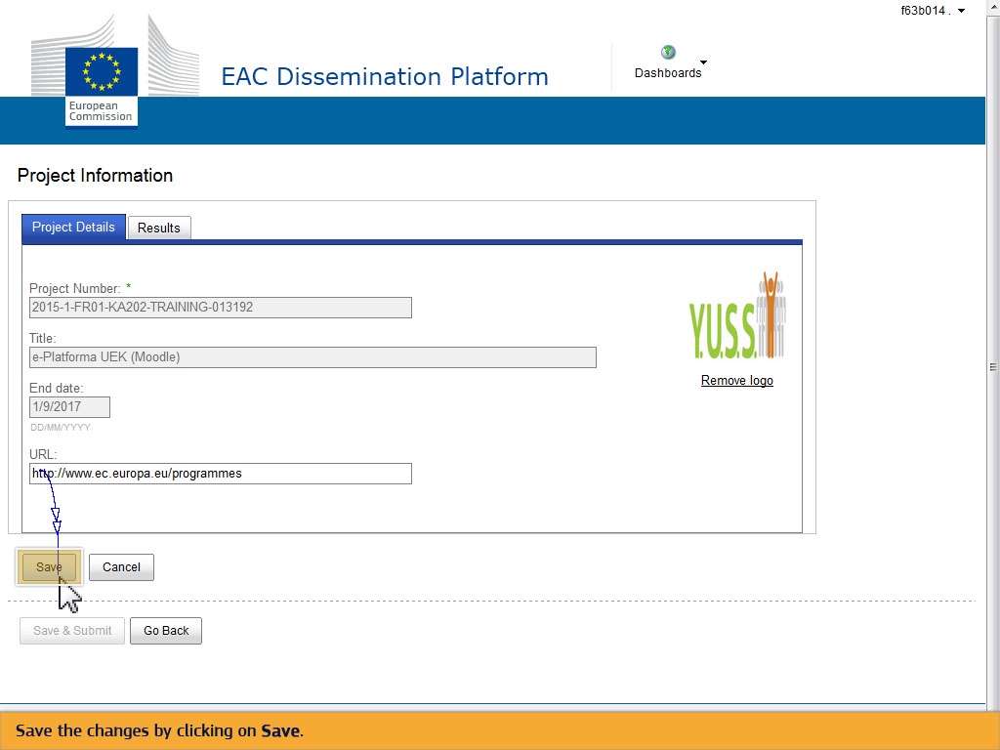 f63b014 .
European
Commission
EAC Dissemination Platform
Dashboards
Project Information
Project Details
Results
Project Number: *
2015-1-FR01-KA202-TRAINING-013192
Title:
e-Platforma UEK (Moodle)
End date:
1/9/2017
DD/MM/YYYY
URL:
http://www.ec.europa.eu/programmes
Y.U.S.S.
Remove logo
Save
Cancel
Save & Submit
Go Back
Save the changes by clicking on Save.